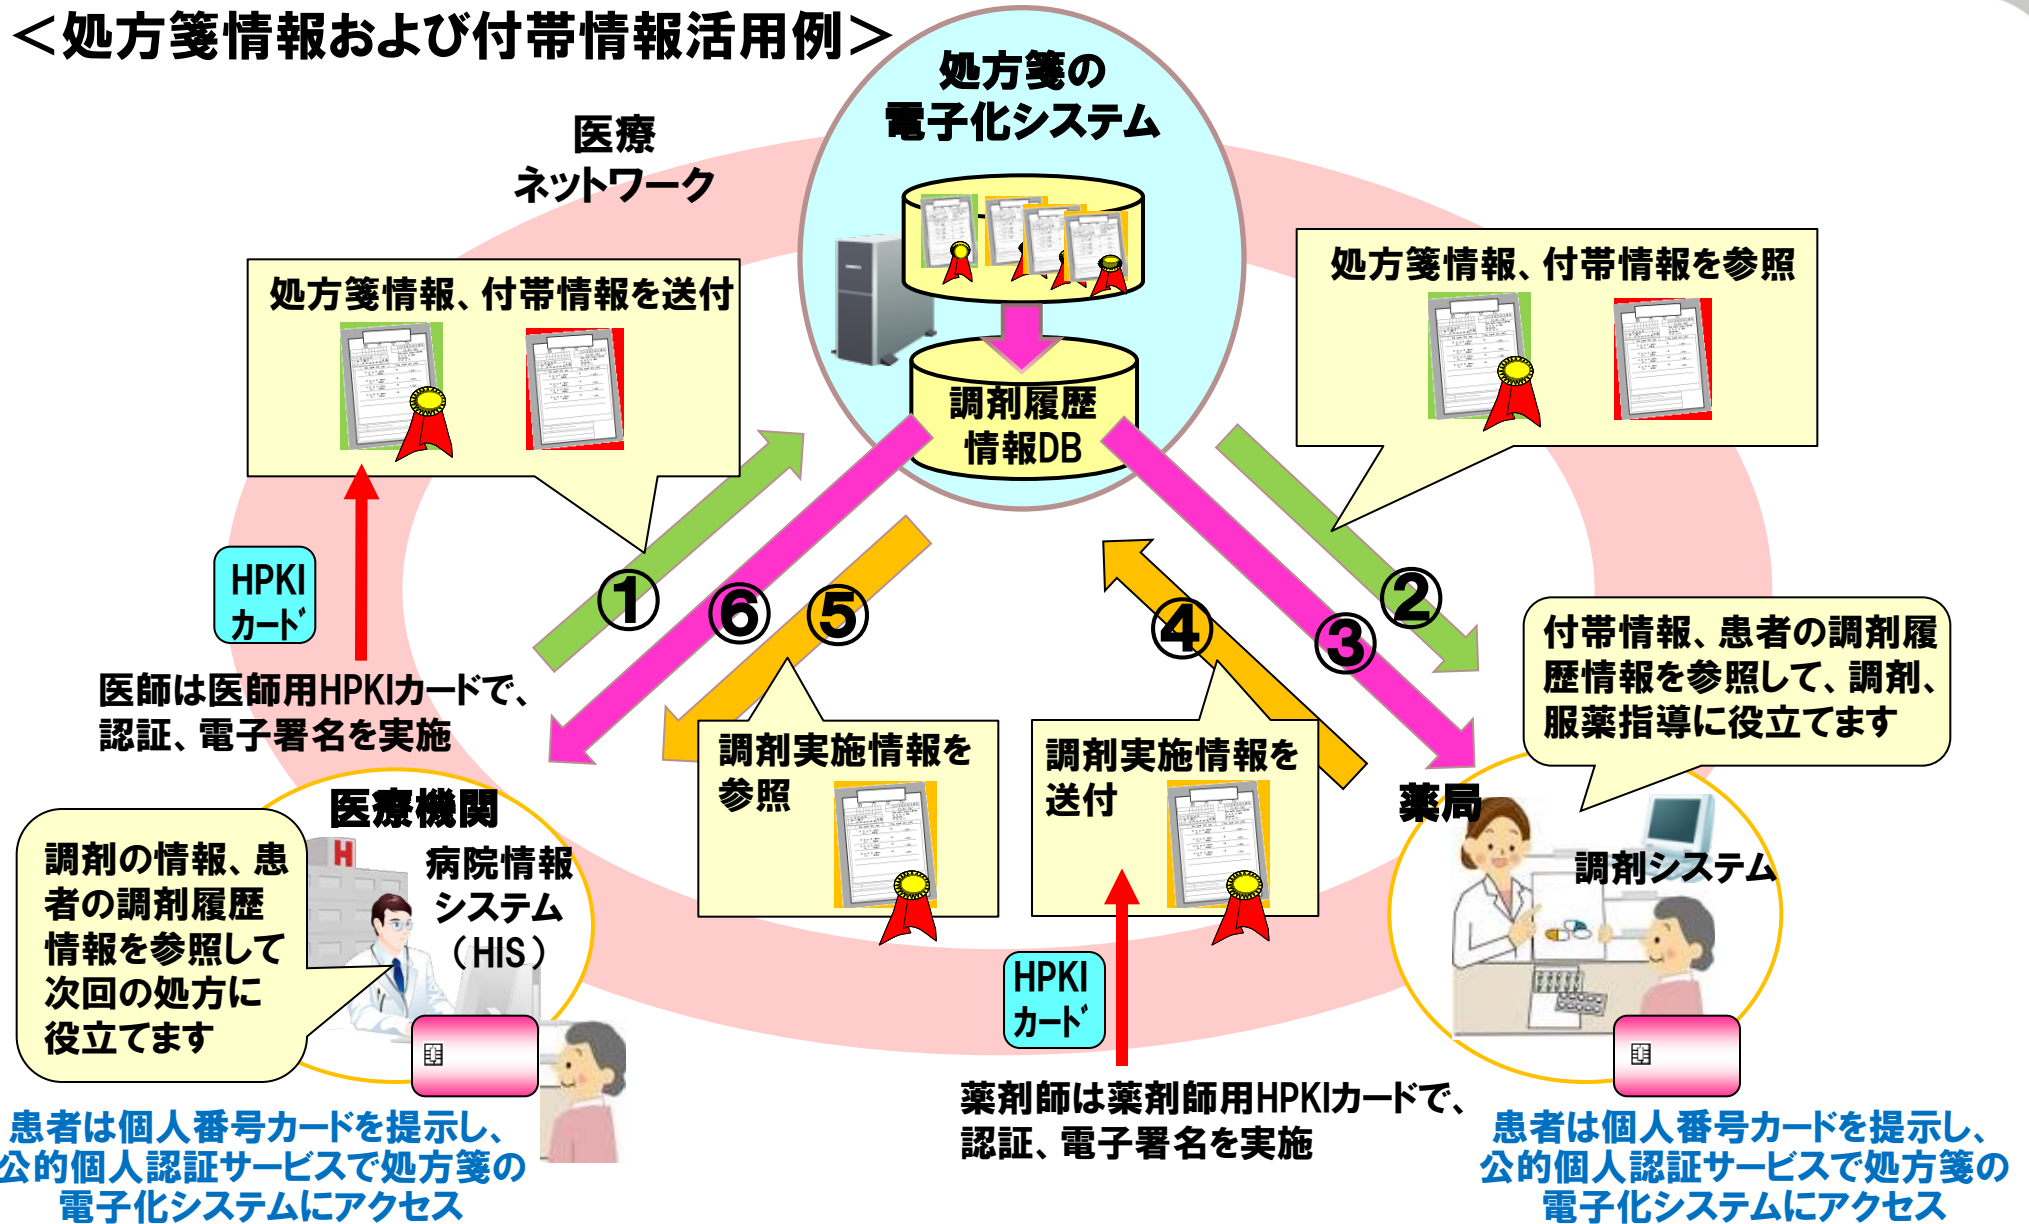 ＜処方箋情報および付帯情報活用例＞
処方箋の
電子化システム
医療
ネットワーク
処方箋情報、付帯情報を送付
処方箋情報、付帯情報を参照
調剤履歴
情報DB
HPKI
カード
①
⑥
⑤
④
③
②
医師は医師用HPKIカードで、
認証、電子署名を実施
付帯情報、患者の調剤履
歴情報を参照して、調剤、
服薬指導に役立てます
調剤実施情報を
参照
調剤実施情報を
送付
医療機関
病院情報
システム
（HIS）
H
調剤の情報、患
者の調剤履歴
情報を参照して
次回の処方に
役立てます
薬局
調剤システム
HPKI
カード
薬剤師は薬剤師用HPKIカードで、
認証、電子署名を実施
患者は個人番号カードを提示し、
公的個人認証サービスで処方箋の
電子化システムにアクセス
患者は個人番号カードを提示し、
公的個人認証サービスで処方箋の
電子化システムにアクセス